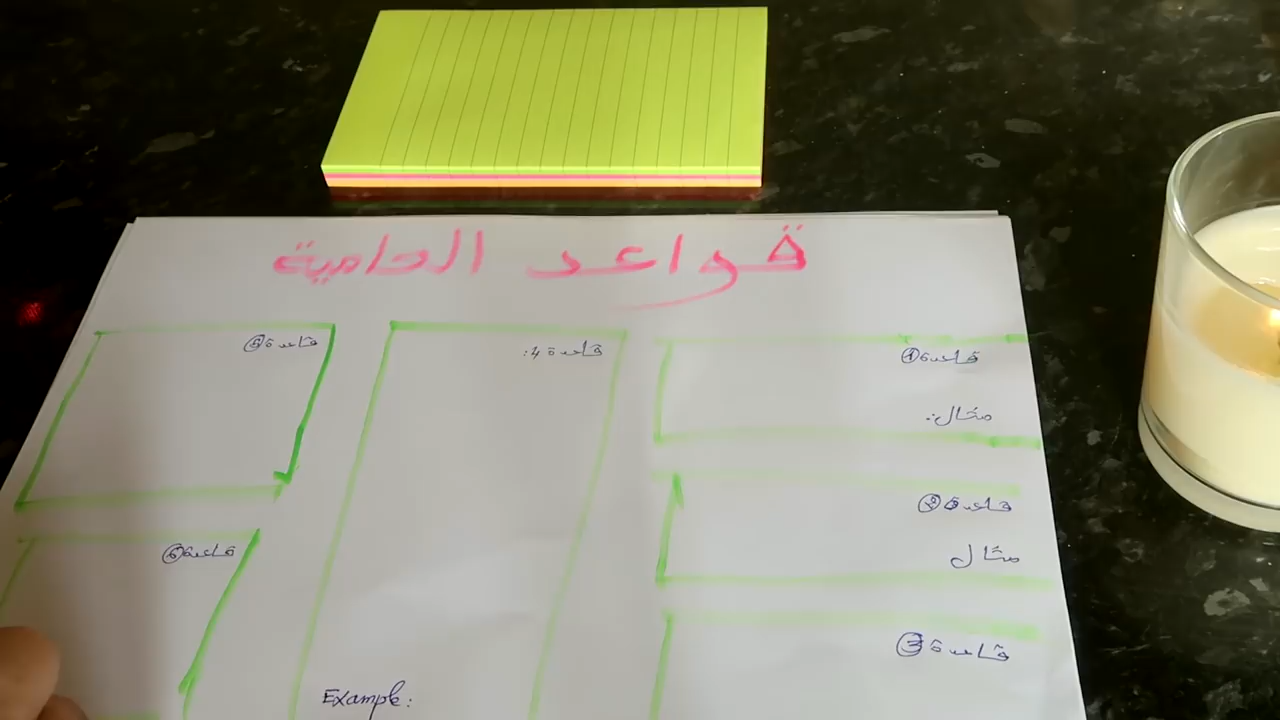 قواعد الحامية
قاعدة ①
مثال:
قاعدة ②
مثال
قاعدة ③
قاعدة 4:
Example:
قاعدة ⑤
قاعدة ⑥